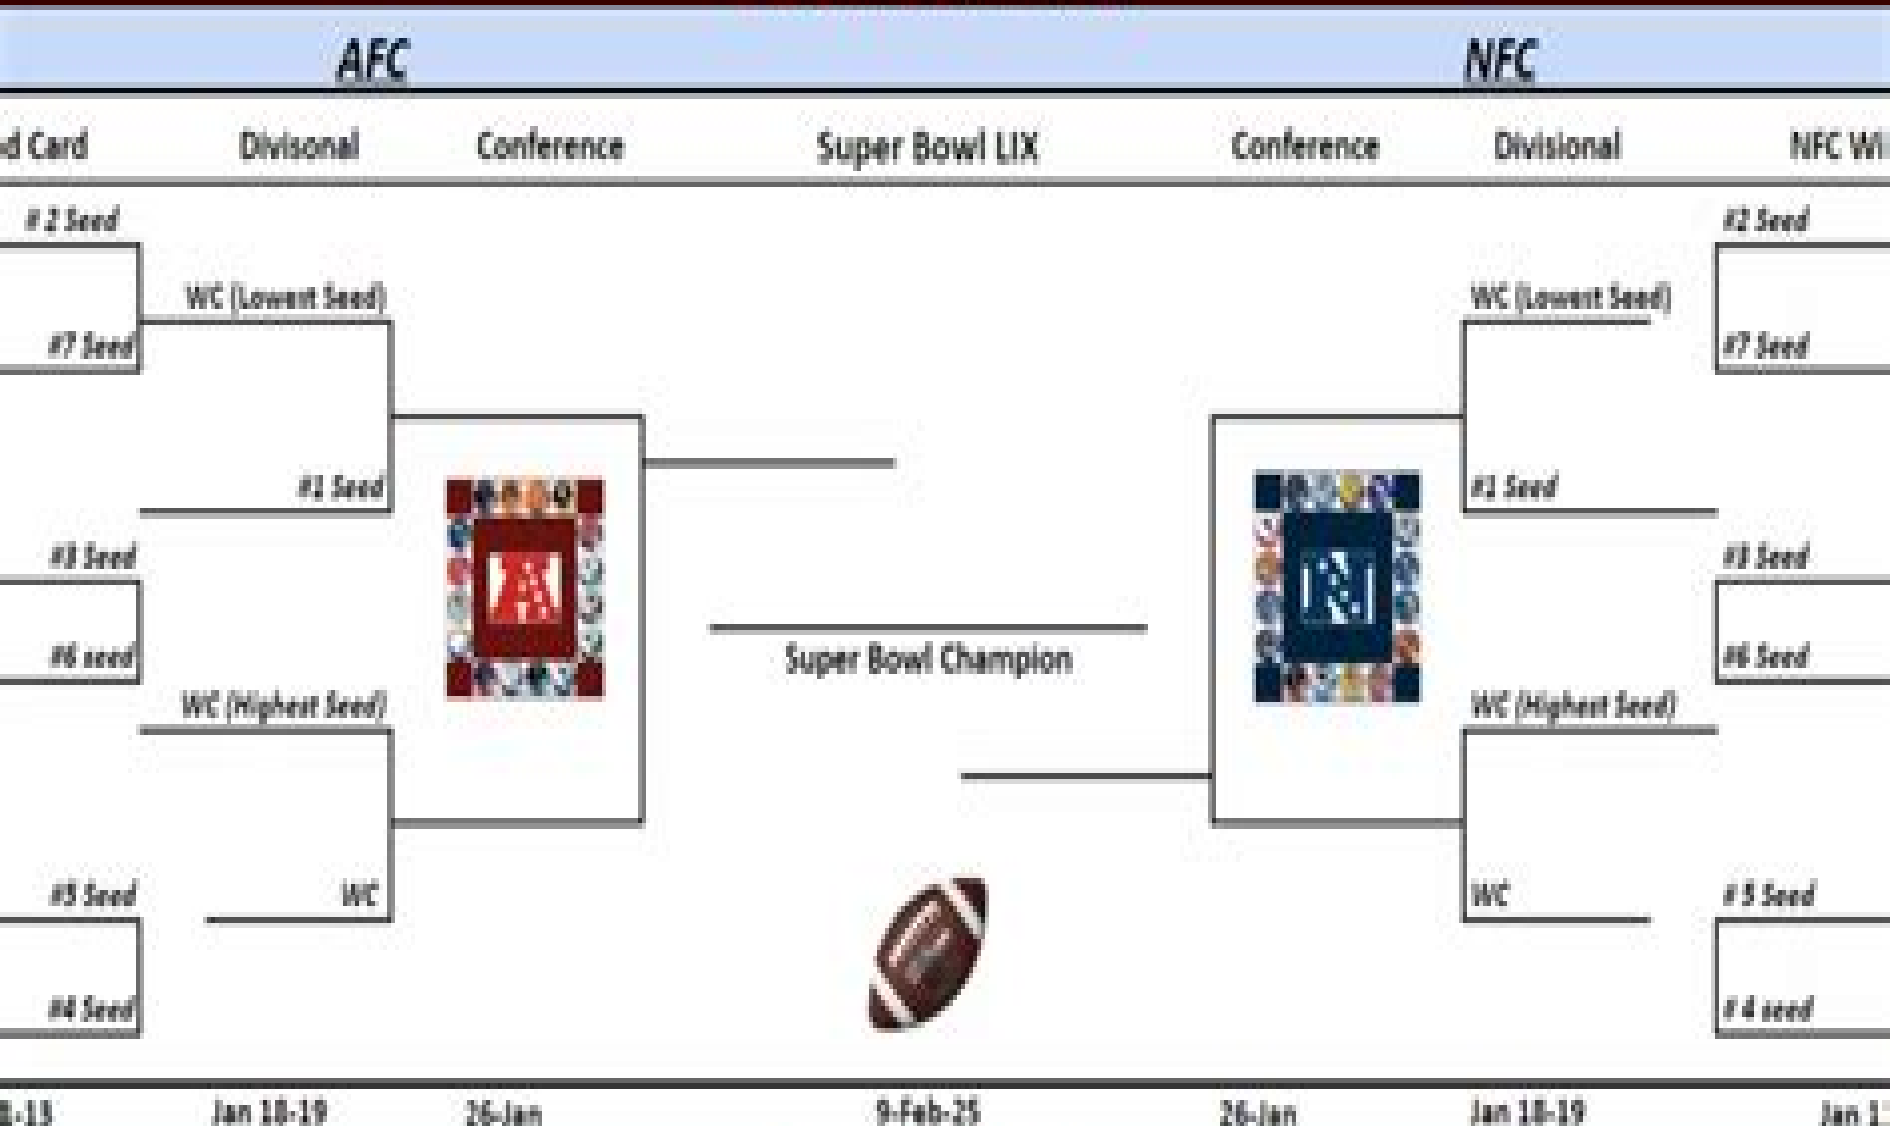 AFC NFC
Card Divisonal Conference Super Bowl LIX Conference Divisional NFC
# 2 Seed #2 Seed
WC (Lowest Seed) WC (Lowest Seed)
#7 Seed #7 Seed
#1 Seed #1 Seed
#3 Seed #3 Seed
A N
#6 seed Super Bowl Champion #6 Seed
WC (Highest Seed) WC (Highest Seed)
#5 Seed WC WC # 5 Seed
#4 Seed # 4 seed
Jan 18-19 26-Jan 9-Feb-25 26-Jan Jan 18-19 Jan